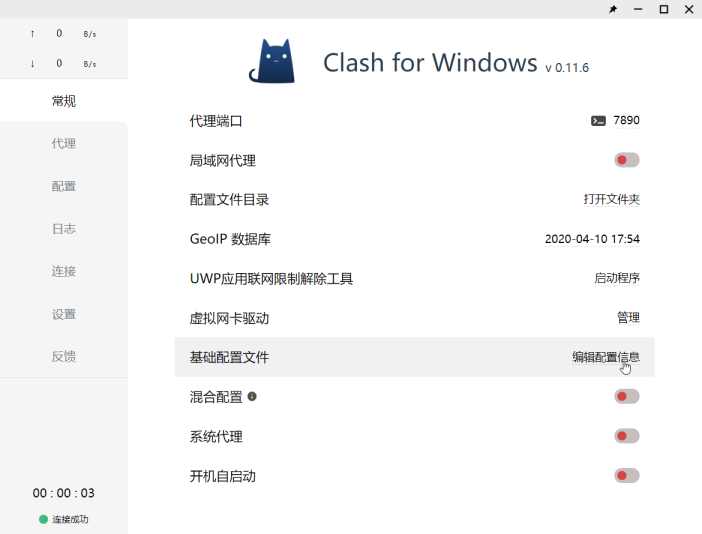 ↑ 0 B/s
↓ 0 B/s
常规
代理
配置
日志
连接
设置
反馈
00 : 00 : 03
连接成功
Clash for Windows v 0.11.6
代理端口 7890
局域网代理
配置文件目录 打开文件夹
GeoIP 数据库 2020-04-10 17:54
UWP应用联网限制解除工具 启动程序
虚拟网卡驱动 管理
基础配置文件 编辑配置信息
混合配置
系统代理
开机自启动